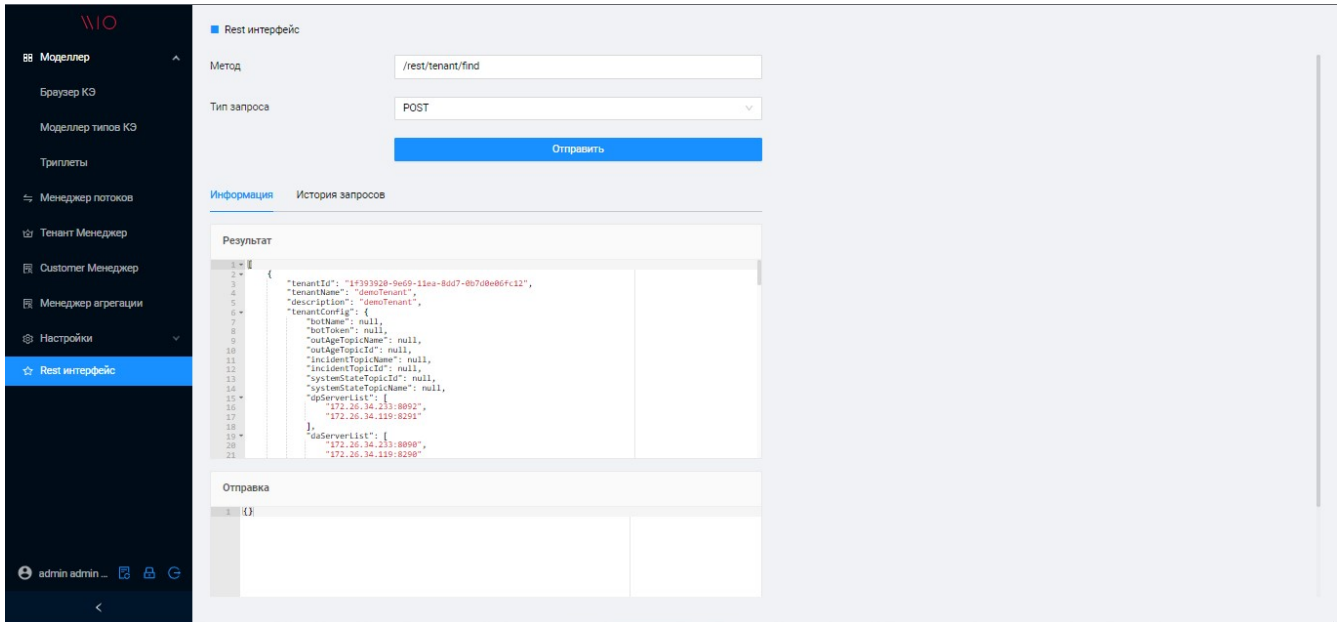 WIO
Моделлер
Браузер КЭ
Моделлер типов КЭ
Триплеты
Менеджер потоков
Тенант Менеджер
Customer Менеджер
Менеджер агрегации
Настройки
Rest интерфейс
admin admin ...
Rest интерфейс
Метод
/rest/tenant/find
Тип запроса
POST
Отправить
Информация История запросов
Результат
1 [
2 {
3 "tenantId": "1f393920-9e69-11ea-8dd7-0b7d0e06fc12",
4 "tenantName": "demoTenant",
5 "description": "demoTenant",
6 "tenantConfig": {
7 "botName": null,
8 "botToken": null,
9 "outAgeTopicName": null,
10 "outAgeTopicId": null,
11 "incidentTopicName": null,
12 "incidentTopicId": null,
13 "systemStateTopicId": null,
14 "systemStateTopicName": null,
15 "dpServerList": [
16 "172.26.34.233:8092",
17 "172.26.34.119:8291"
18 ],
19 "daServerList": [
20 "172.26.34.233:8090",
21 "172.26.34.119:8290"
Отправка
1 {}